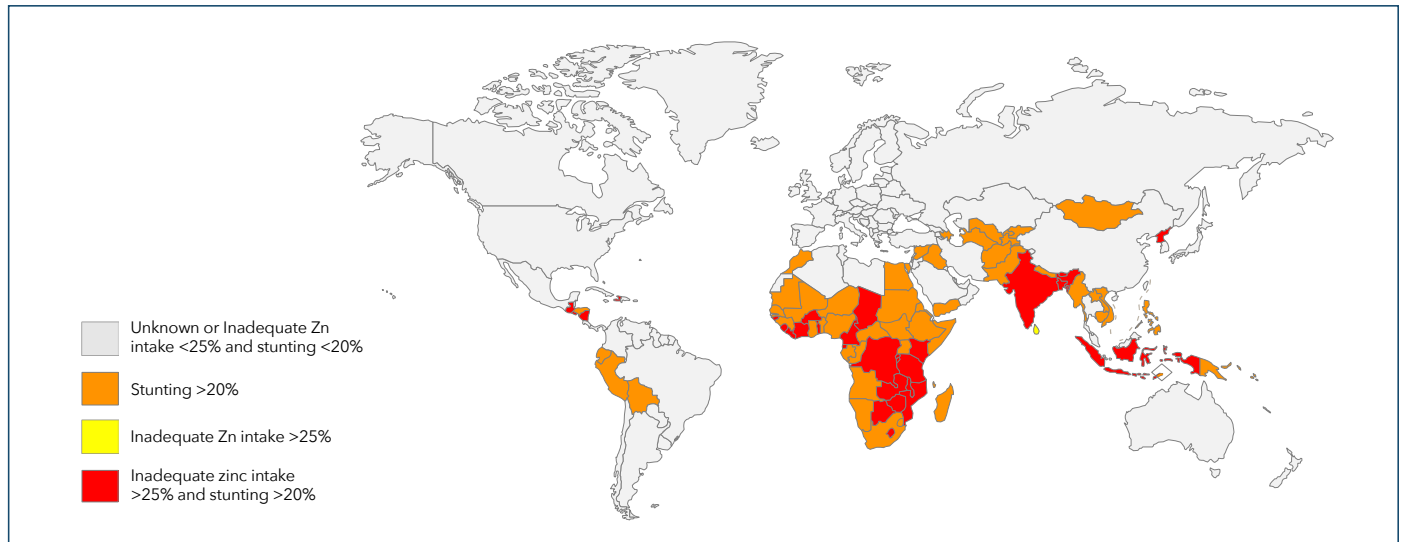 Unknown or Inadequate Zn
intake <25% and stunting <20%
Stunting >20%
Inadequate Zn intake >25%
Inadequate zinc intake
>25% and stunting >20%